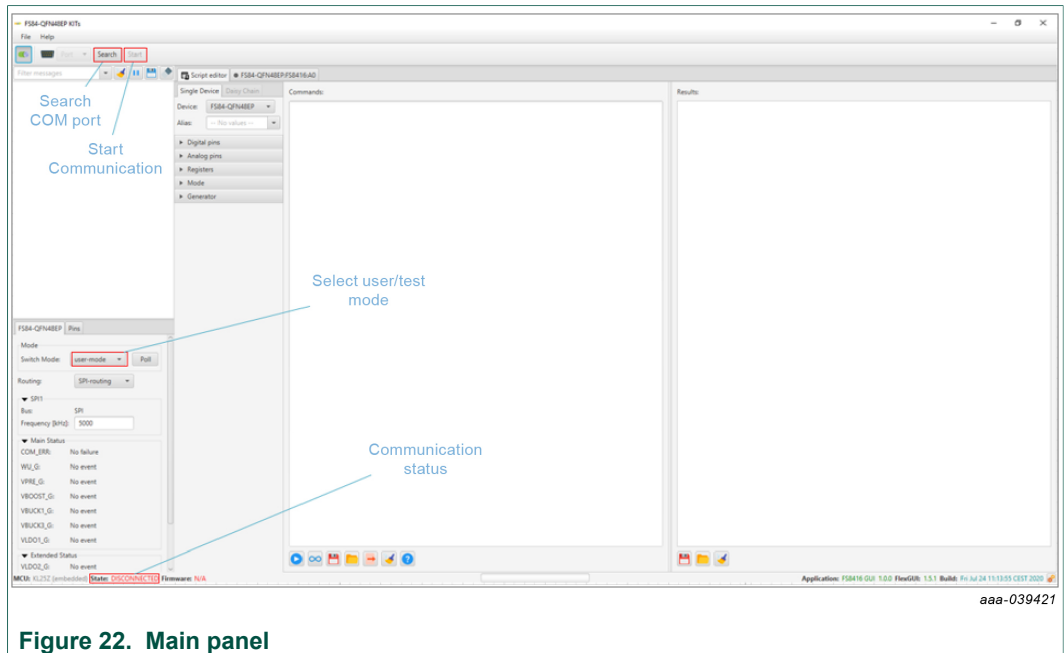 FS84-QFN48EP KITs
File Help
Port Search Start
Filter messages
Script editor FS84-QFN48EP:FS8416:A0
Single Device Daisy Chain
Commands:
Results:
Device: FS84-QFN48EP
Alias: -- No values --
Digital pins
Analog pins
Registers
Mode
Generator
Search
COM port
Start
Communication
Select user/test
mode
Communication
status
FS84-QFN48EP Pins
Mode
Switch Mode: user-mode Poll
Routing: SPI-routing
SPI1
Bus: SPI
Frequency [kHz]: 5000
Main Status
COM_ERR: No failure
WU_G: No event
VPRE_G: No event
VBOOST_G: No event
VBUCK1_G: No event
VBUCK3_G: No event
VLDO1_G: No event
Extended Status
VLDO2_G: No event
MCU: KL25Z (embedded) State: DISCONNECTED Firmware: N/A
Application: FS8416 GUI 1.0.0 FlexGUI: 1.5.1 Build: Fri Jul 24 11:13:55 CEST 2020
aaa-039421
Figure 22. Main panel